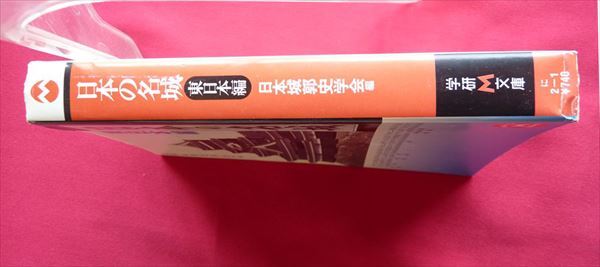 日本の名城
東日本編
日本城郭史学会 編
学研M文庫
に
2-1
¥740